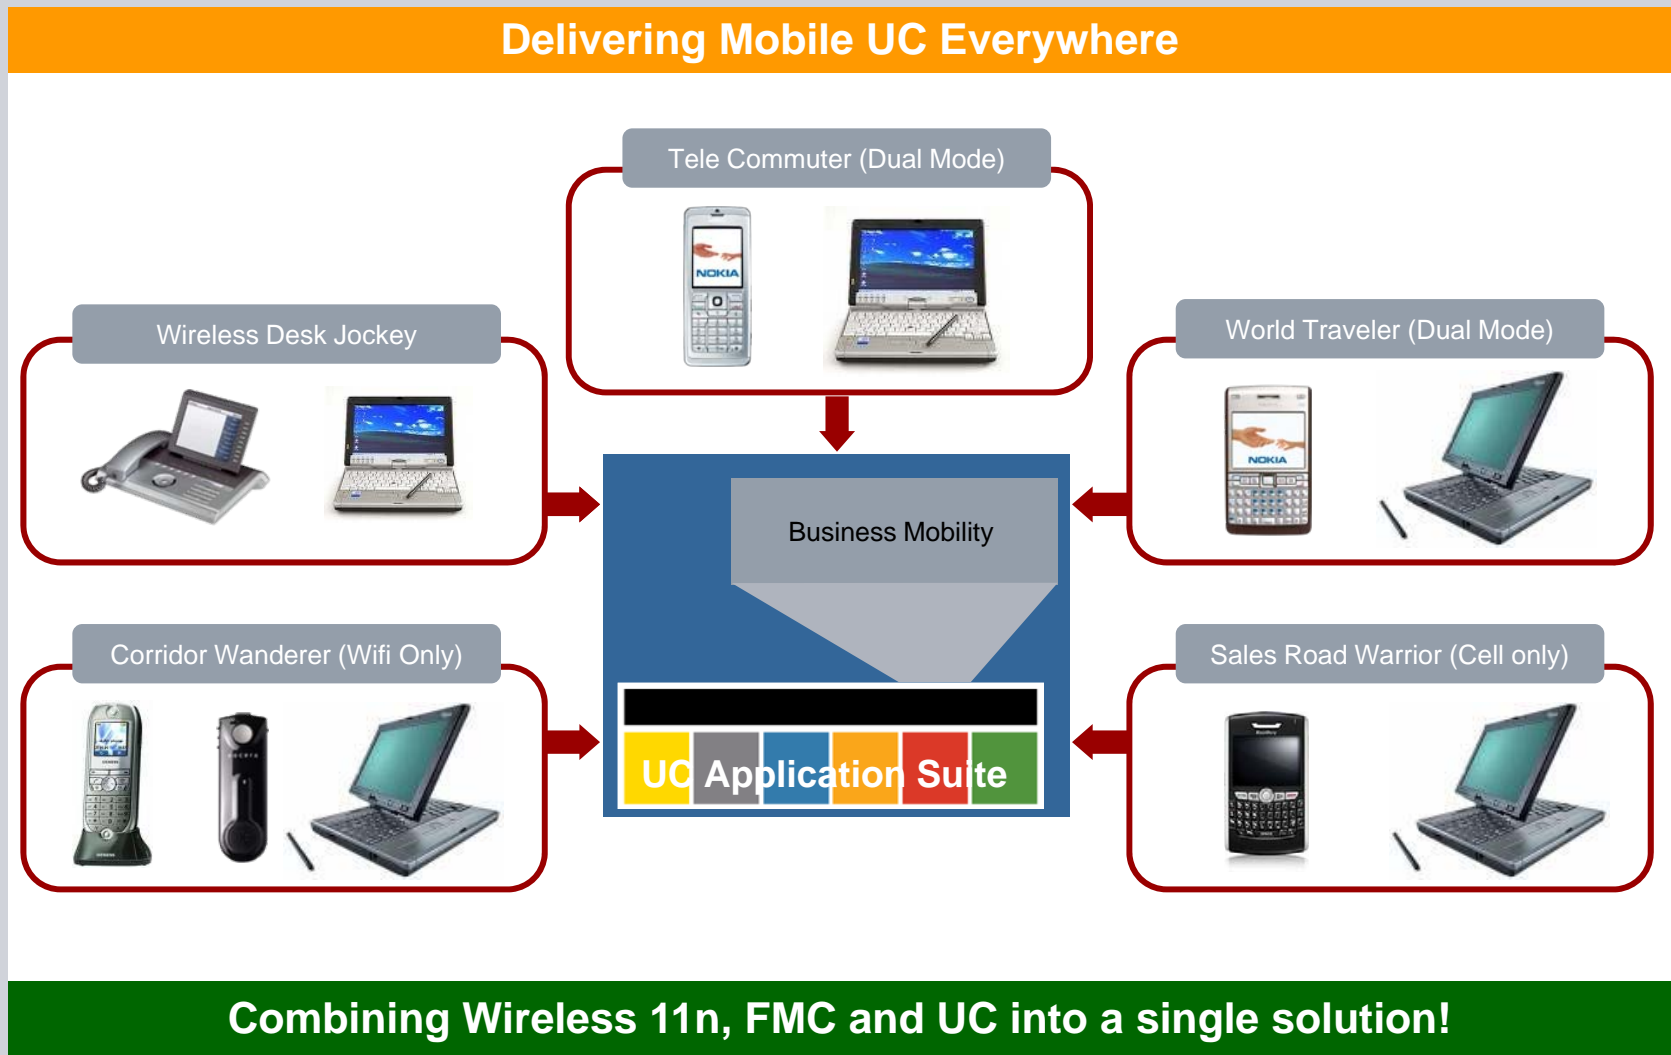 Delivering Mobile UC Everywhere
Tele Commuter (Dual Mode)
NOKIA
Wireless Desk Jockey
World Traveler (Dual Mode)
NOKIA
Business Mobility
Corridor Wanderer (Wifi Only)
Sales Road Warrior (Cell only)
UC Application Suite
Combining Wireless 11n, FMC and UC into a single solution!